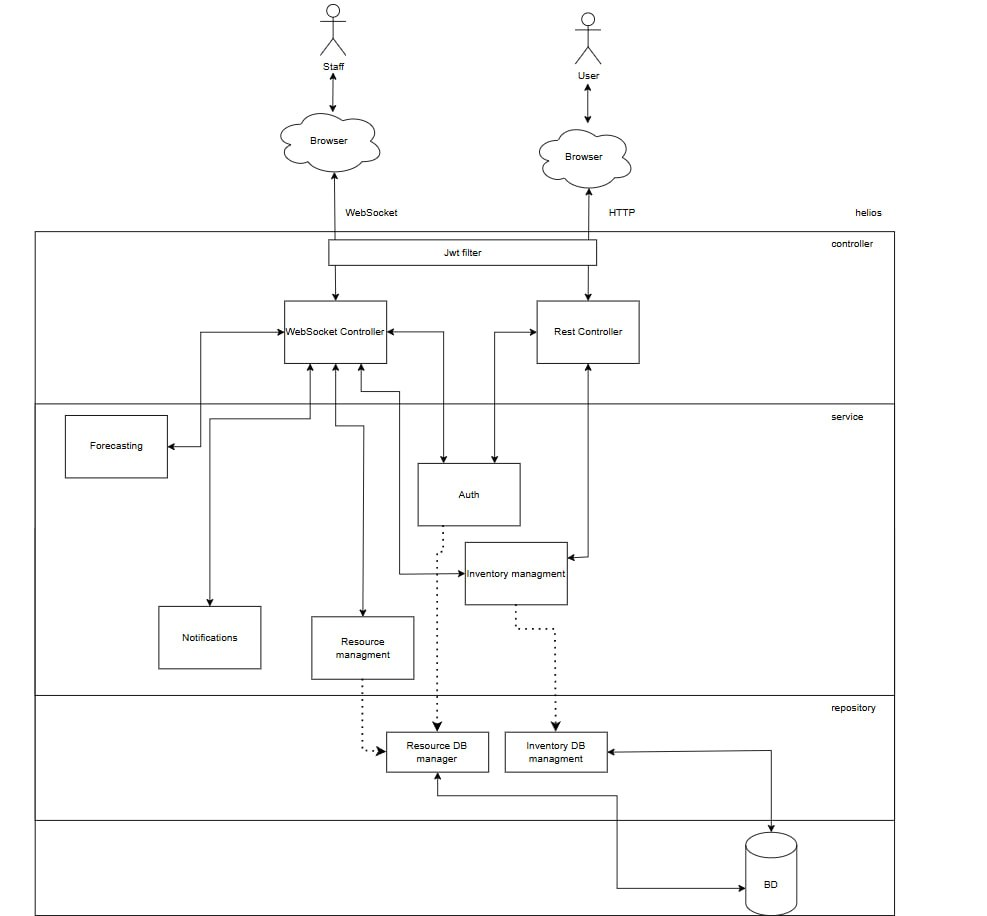 Staff
User
Browser
Browser
WebSocket
HTTP
helios
controller
Jwt filter
WebSocket Controller
Rest Controller
service
Forecasting
Auth
Inventory managment
Notifications
Resource
managment
repository
Resource DB
manager
Inventory DB
managment
BD